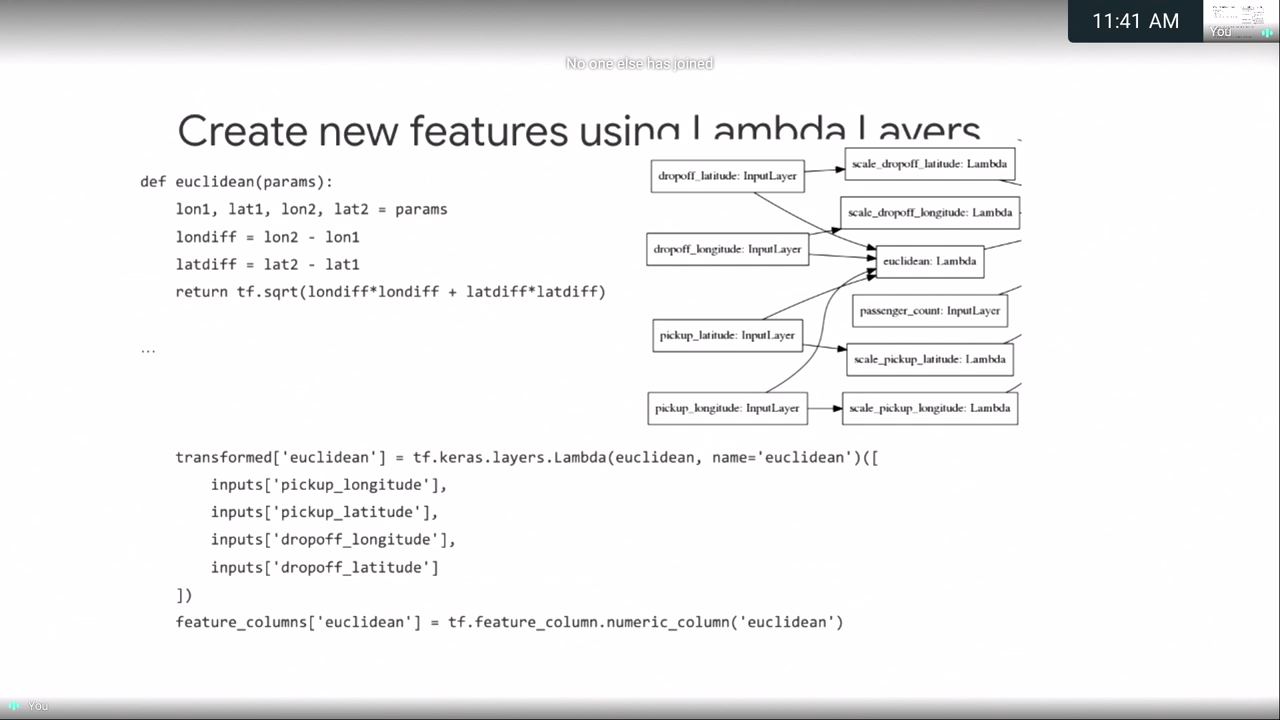 11:41 AM
You
No one else has joined
Create new features using Lambda Layers
def euclidean(params):
lon1, lat1, lon2, lat2 = params
londiff = lon2 - lon1
latdiff = lat2 - lat1
return tf.sqrt(londiff*londiff + latdiff*latdiff)
...
dropoff_latitude: InputLayer
scale_dropoff_latitude: Lambda
scale_dropoff_longitude: Lambda
dropoff_longitude: InputLayer
euclidean: Lambda
passenger_count: InputLayer
pickup_latitude: InputLayer
scale_pickup_latitude: Lambda
pickup_longitude: InputLayer
scale_pickup_longitude: Lambda
transformed['euclidean'] = tf.keras.layers.Lambda(euclidean, name='euclidean')([
inputs['pickup_longitude'],
inputs['pickup_latitude'],
inputs['dropoff_longitude'],
inputs['dropoff_latitude']
])
feature_columns['euclidean'] = tf.feature_column.numeric_column('euclidean')
You